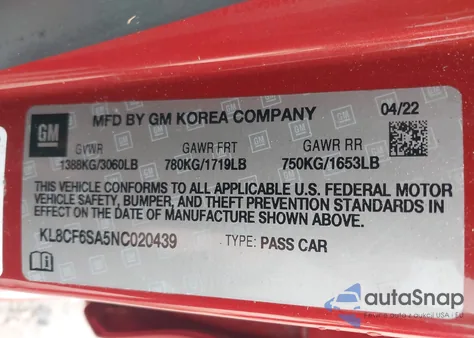 GM
MFD BY GM KOREA COMPANY
04/22
GVWR GAWR FRT GAWR RR
1388KG/3060LB 780KG/1719LB 750KG/1653LB
THIS VEHICLE CONFORMS TO ALL APPLICABLE U.S. FEDERAL MOTOR
VEHICLE SAFETY, BUMPER, AND THEFT PREVENTION STANDARDS IN
EFFECT ON THE DATE OF MANUFACTURE SHOWN ABOVE.
KL8CF6SA5NC020439 TYPE: PASS CAR
autoSnap